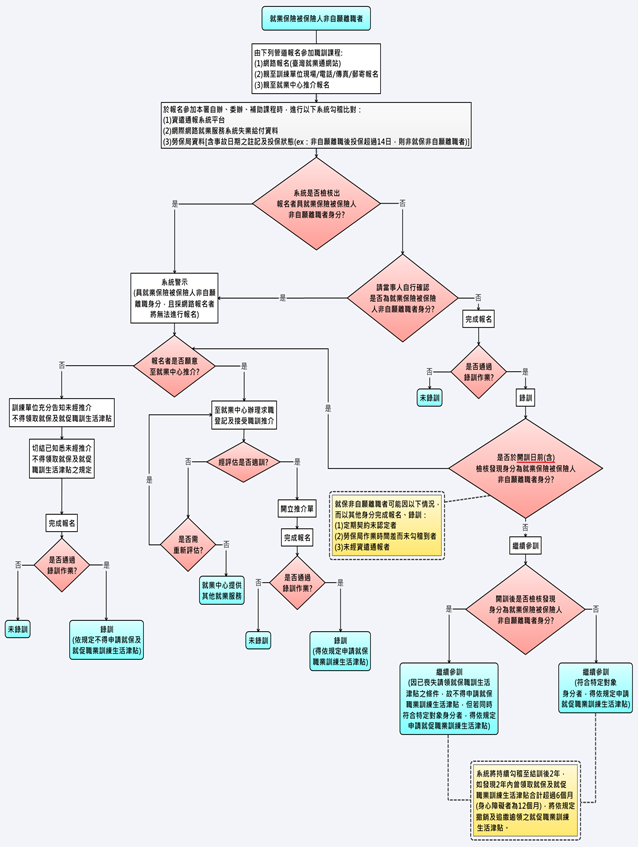 就業保險被保險人非自願離職者
由下列管道報名參加職訓課程:
(1)網路報名(臺灣就業通網站)
(2)親至訓練單位現場/電話/傳真/郵寄報名
(3)親至就業中心推介報名
於報名參加本署自辦、委辦、補助課程時，進行以下系統勾稽比對：
(1)資遣通報系統平台
(2)網際網路就業服務系統失業給付資料
(3)勞保局資料[含事故日期之註記及投保狀態(ex：非自願離職後投保超過14日，則非就保非自願離職者)]
系統是否檢核出
報名者具就業保險被保險人
非自願離職者身分?
是
否
系統警示
(具就業保險被保險人非自願
離職身分，且採網路報名者
將無法進行報名)
是
請當事人自行確認
是否為就業保險被保險
人非自願離職者身分?
否
完成報名
是否通過
錄訓作業?
否
是
未錄訓
錄訓
報名者是否願意
至就業中心推介?
否
是
訓練單位充分告知未經推介
不得領取就保及就促職訓生活津貼
切結已知悉未經推介
不得領取就保及就促
職訓生活津貼之規定
完成報名
是否通過
錄訓作業?
否
是
未錄訓
錄訓
(依規定不得申請就保及
就促職業訓練生活津貼)
至就業中心辦理求職
登記及接受職訓推介
經評估是否適訓?
否
是
是
是否需
重新評估?
否
就業中心提供
其他就業服務
開立推介單
完成報名
是否通過
錄訓作業?
否
是
未錄訓
錄訓
(得依規定申請就保
職業訓練生活津貼)
是
是否於開訓日前(含)
檢核發現身分為就業保險被保險人
非自願離職者身分?
就保非自願離職者可能因以下情況，
而以其他身分完成報名、錄訓：
(1)定期契約未認定者
(2)勞保局作業時間差而未勾稽到者
(3)未經資遣通報者
否
繼續參訓
開訓後是否檢核發現
身分為就業保險被保險人
非自願離職者身分?
是
否
繼續參訓
(因已喪失請領就保職訓生活
津貼之條件，故不得申請就保
職業訓練生活津貼，但若同時
符合特定對象身分者，得依規定
申請就促職業訓練生活津貼)
繼續參訓
(符合特定對象
身分者，得依規定申請
就促職業訓練生活津貼)
系統將持續勾稽至結訓後2年，
如發現2年內曾領取就保及就促
職業訓練生活津貼合計超過6個月
(身心障礙者為12個月)，將依規定
撤銷及追繳逾領之就促職業訓練
生活津貼。